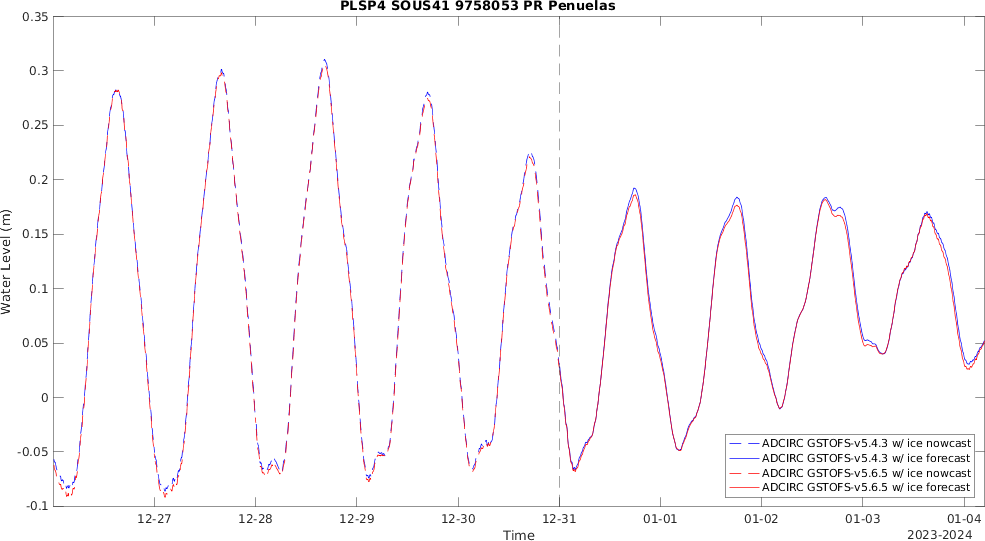 PLSP4 SOUS41 9758053 PR Penuelas
0.35
0.3
0.25
0.2
0.15
0.1
0.05
0
-0.05
-0.1
Water Level (m)
ADCIRC GSTOFS-v5.4.3 w/ ice nowcast
ADCIRC GSTOFS-v5.4.3 w/ ice forecast
ADCIRC GSTOFS-v5.6.5 w/ ice nowcast
ADCIRC GSTOFS-v5.6.5 w/ ice forecast
12-27 12-28 12-29 12-30 12-31 01-01 01-02 01-03 01-04
Time
2023-2024